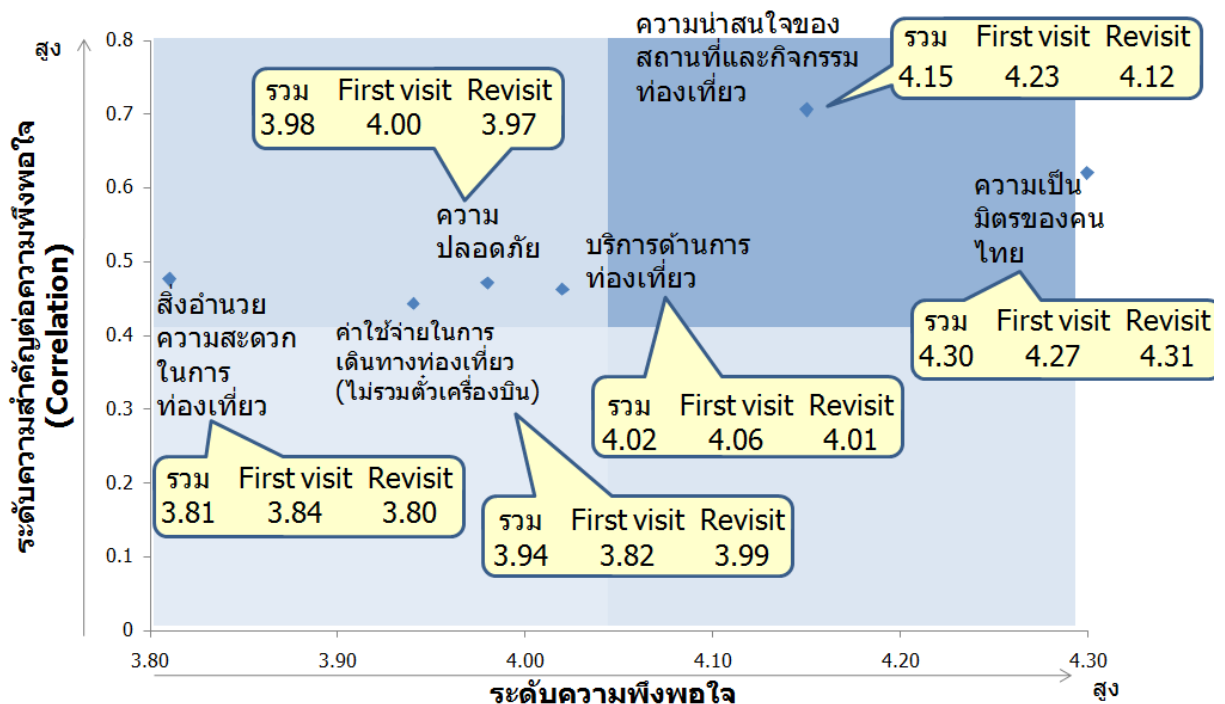 สูง
ความน่าสนใจของ
สถานที่และกิจกรรม
ท่องเที่ยว
รวม First visit Revisit
4.15 4.23 4.12
รวม First visit Revisit
3.98 4.00 3.97
ความ
ปลอดภัย
ความเป็น
มิตรของคน
ไทย
รวม First visit Revisit
4.30 4.27 4.31
บริการด้านการ
ท่องเที่ยว
รวม First visit Revisit
4.02 4.06 4.01
สิ่งอำนวย
ความสะดวก
ในการ
ท่องเที่ยว
รวม First visit Revisit
3.81 3.84 3.80
ค่าใช้จ่ายในการ
เดินทางท่องเที่ยว
(ไม่รวมตั๋วเครื่องบิน)
รวม First visit Revisit
3.94 3.82 3.99
ระดับความสำคัญต่อความพึงพอใจ
(Correlation)
0.8
0.7
0.6
0.5
0.4
0.3
0.2
0.1
0
3.80 3.90 4.00 4.10 4.20 4.30
ระดับความพึงพอใจ
สูง